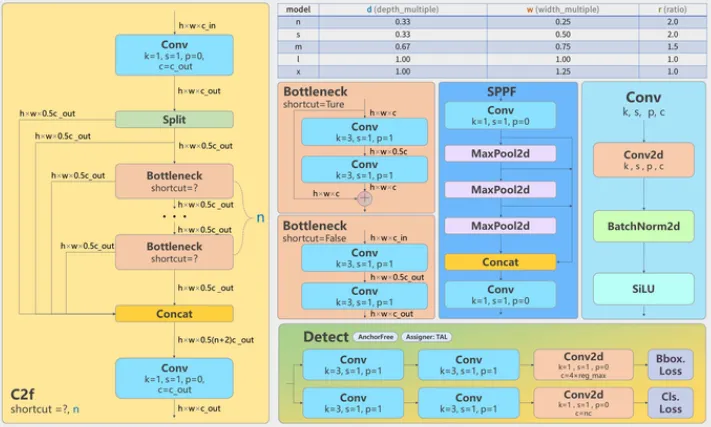 h×w×c_in
Conv
k=1, s=1, p=0,
c=c_out
h×w×c_out
h×w×0.5c_out
Split
h×w×0.5c_out
h×w×0.5c_out
Bottleneck
shortcut=?
h×w×0.5c_out
h×w×0.5c_out
• • •
n
h×w×0.5c_out
h×w×0.5c_out
Bottleneck
shortcut=?
h×w×0.5c_out
Concat
h×w×0.5(n+2)c_out
Conv
k=1, s=1, p=0,
c=c_out
h×w×c_out
C2f
shortcut =?, n
model d (depth_multiple) w (width_multiple) r (ratio)
n 0.33 0.25 2.0
s 0.33 0.50 2.0
m 0.67 0.75 1.5
l 1.00 1.00 1.0
x 1.00 1.25 1.0
Bottleneck
shortcut=Ture
h×w×c
Conv
k=3, s=1, p=1
h×w×0.5c
Conv
k=3, s=1, p=1
h×w×c
h×w×c
+
Bottleneck
shortcut=False
h×w×c_in
Conv
k=3, s=1, p=1
h×w×0.5c_out
Conv
k=3, s=1, p=1
h×w×c_out
SPPF
Conv
k=1, s=1, p=0
MaxPool2d
MaxPool2d
MaxPool2d
Concat
Conv
k=1, s=1, p=0
Conv
k, s, p, c
Conv2d
k, s, p, c
BatchNorm2d
SiLU
Detect AnchorFree Assigner: TAL
Conv
k=3, s=1, p=1
Conv
k=3, s=1, p=1
Conv2d
k=1, s=1, p=0
c=4×reg_max
Bbox.
Loss
Conv
k=3, s=1, p=1
Conv
k=3, s=1, p=1
Conv2d
k=1, s=1, p=0
c=nc
Cls.
Loss